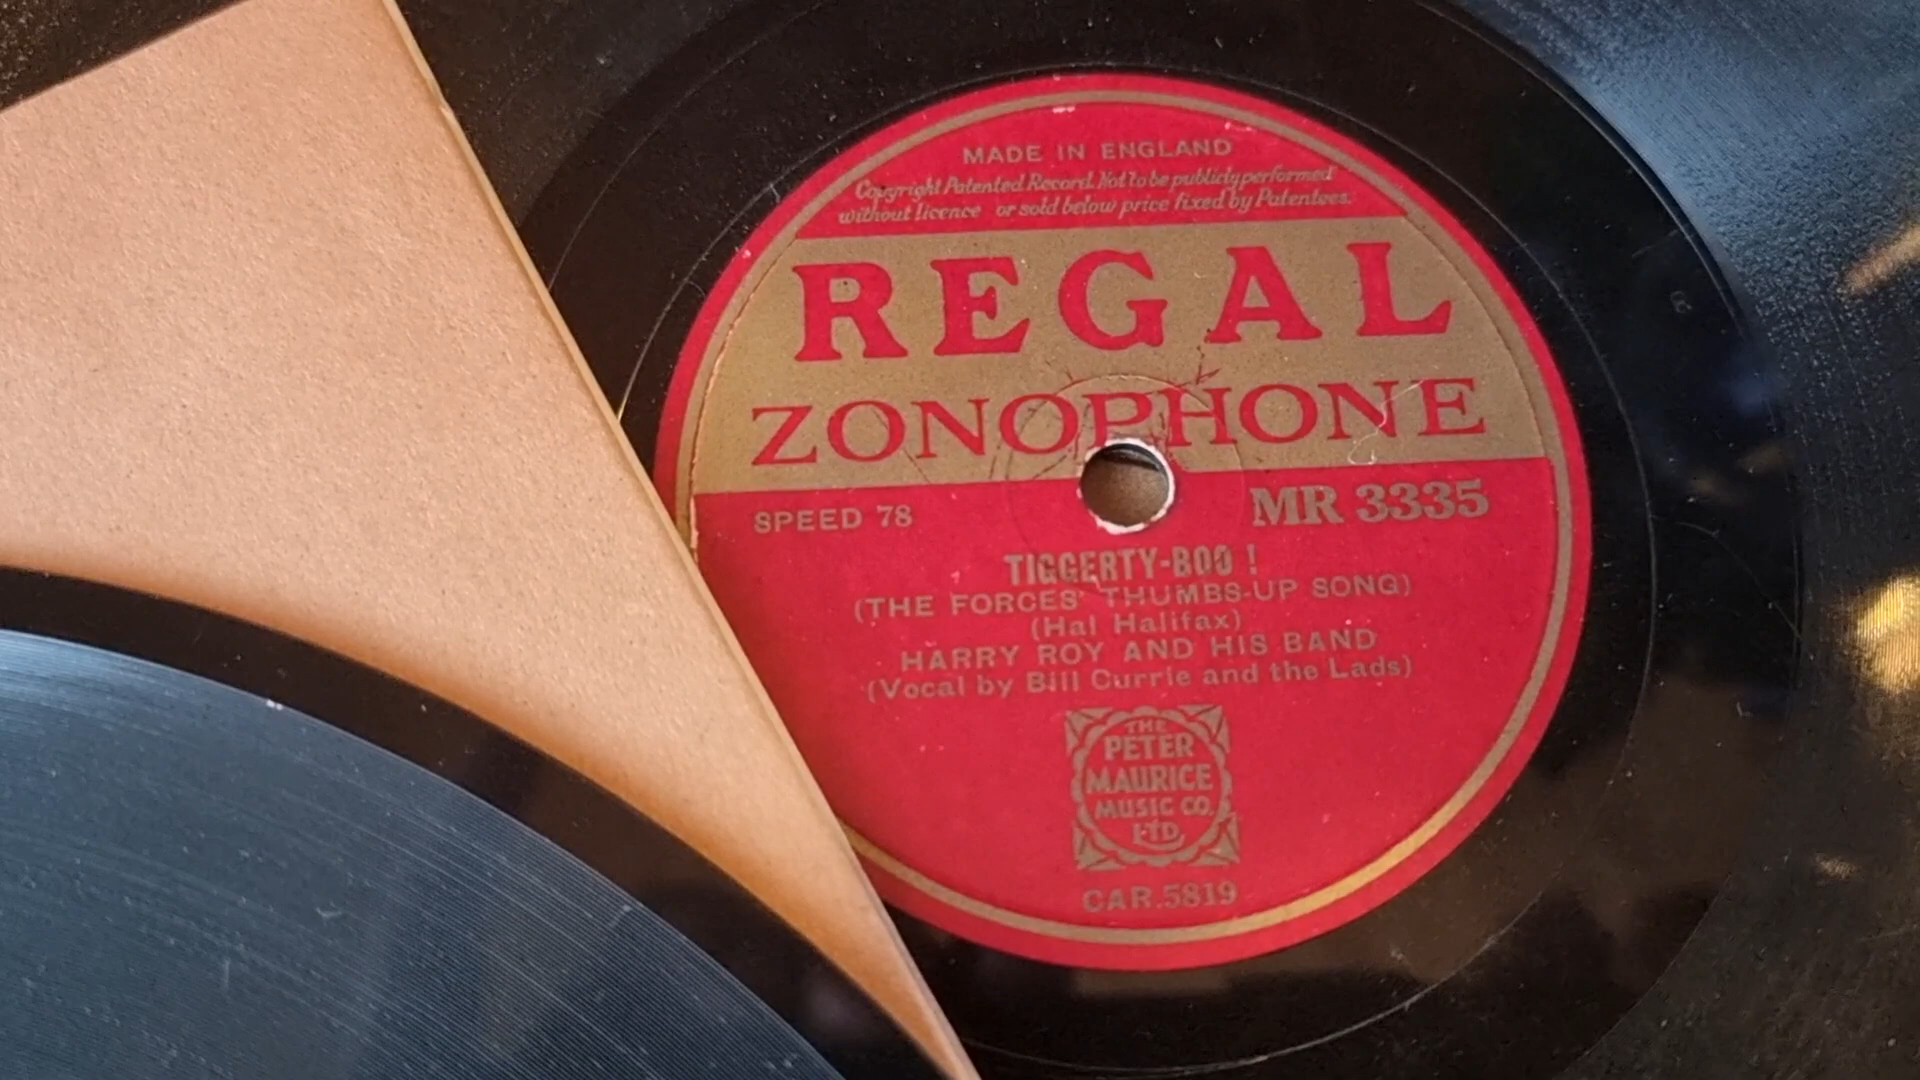 MADE IN ENGLAND
Copyright Patented Record. Not to be publicly performed
without licence or sold below price fixed by Patentees.
REGAL
ZONOPHONE
SPEED 78
MR 3335
TIGGERTY-BOO !
(THE FORCES' THUMBS-UP SONG)
(Hal Halifax)
HARRY ROY AND HIS BAND
(Vocal by Bill Currie and the Lads)
THE
PETER
MAURICE
MUSIC CO.
LTD.
CAR.5819